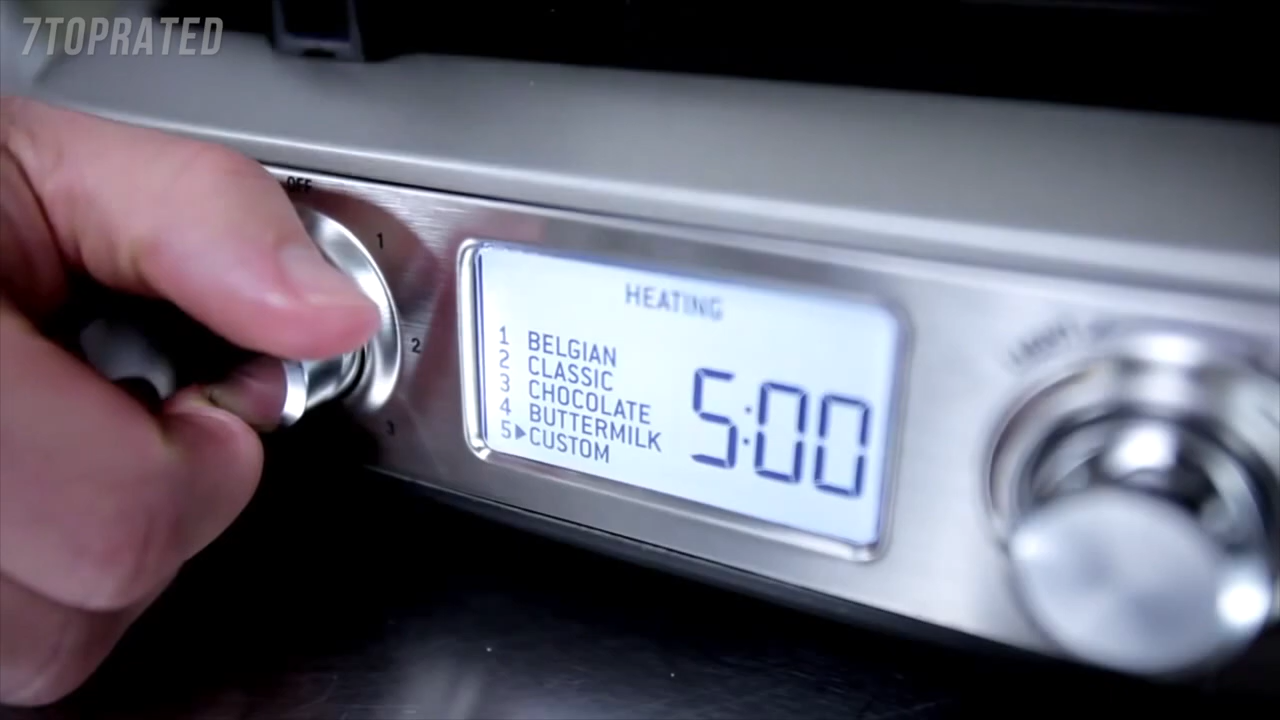 7TOPRATED
OFF
1
2
3
HEATING
1 BELGIAN
2 CLASSIC
3 CHOCOLATE
4 BUTTERMILK
5▶CUSTOM
5:00